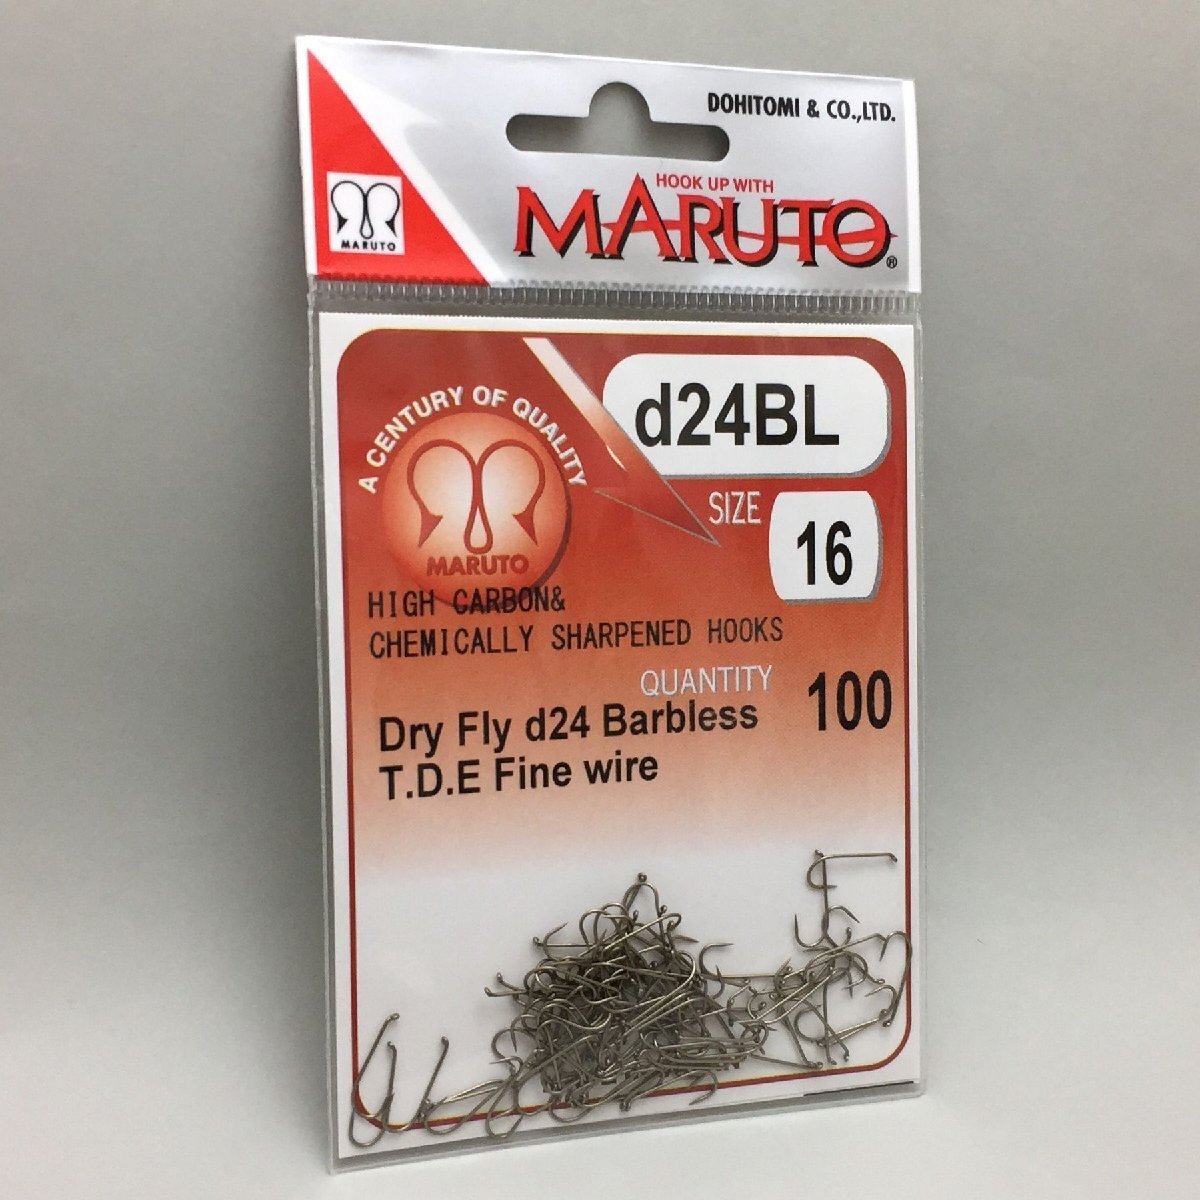 DOHITOMI & CO.,LTD.
MARUTO
HOOK UP WITH
MARUTO®
A CENTURY OF QUALITY
MARUTO
d24BL
SIZE
16
HIGH CARBON&
CHEMICALLY SHARPENED HOOKS
QUANTITY
100
Dry Fly d24 Barbless
T.D.E Fine wire